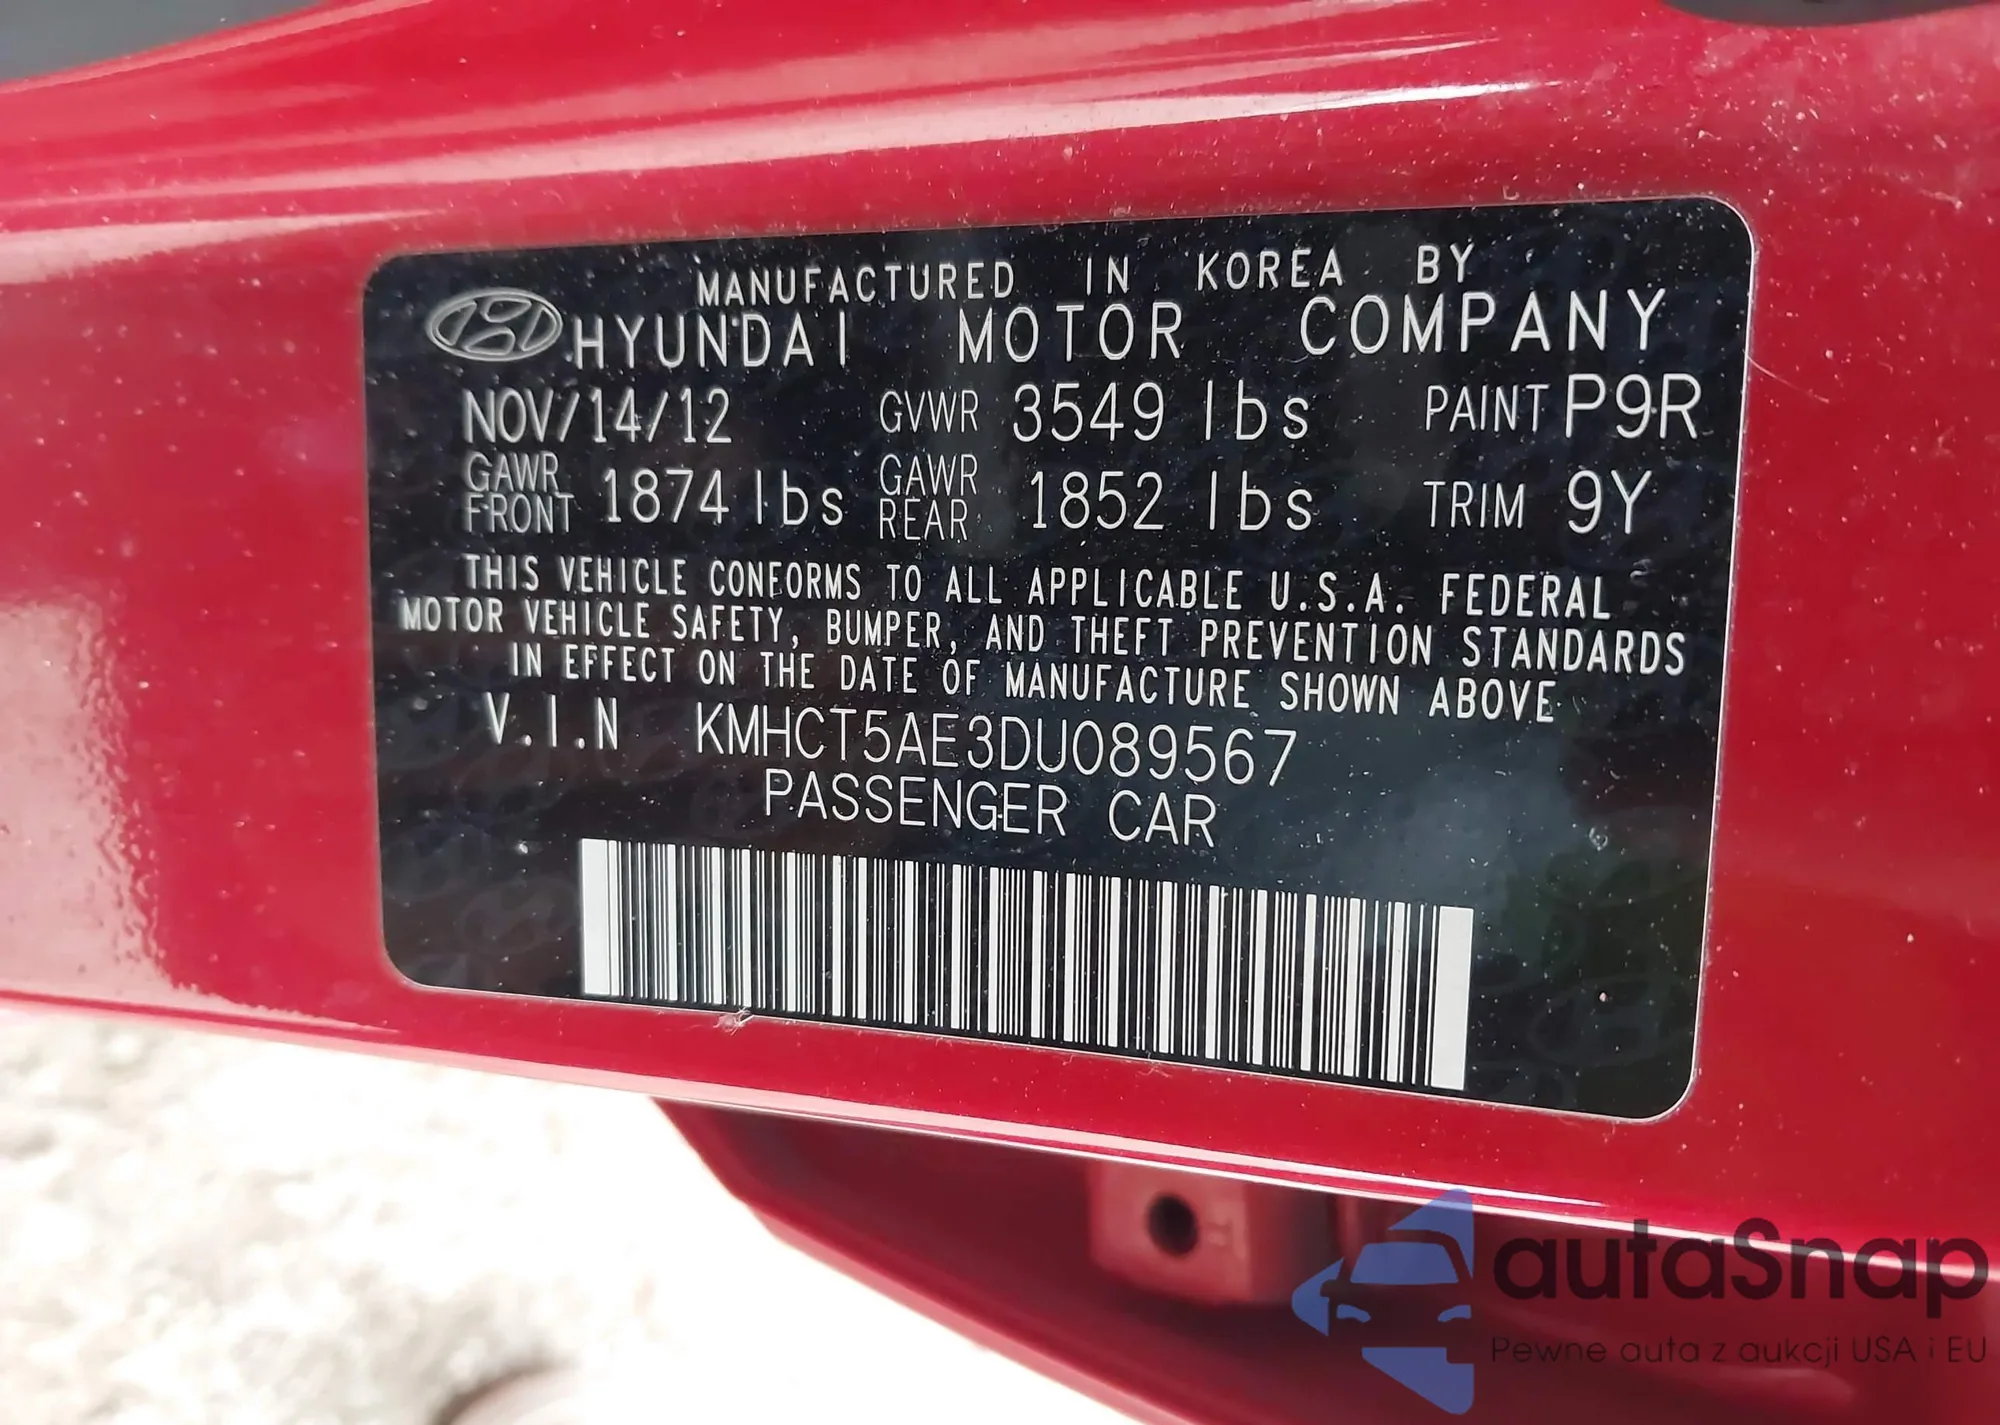 MANUFACTURED IN KOREA BY
HYUNDAI MOTOR COMPANY
NOV/14/12 GVWR 3549 lbs PAINT P9R
GAWR FRONT 1874 lbs GAWR REAR 1852 lbs TRIM 9Y
THIS VEHICLE CONFORMS TO ALL APPLICABLE U.S.A. FEDERAL
MOTOR VEHICLE SAFETY, BUMPER, AND THEFT PREVENTION STANDARDS
IN EFFECT ON THE DATE OF MANUFACTURE SHOWN ABOVE
V.I.N KMHCT5AE3DU089567
PASSENGER CAR
autaSnap
Pewne auta z aukcji USA i EU